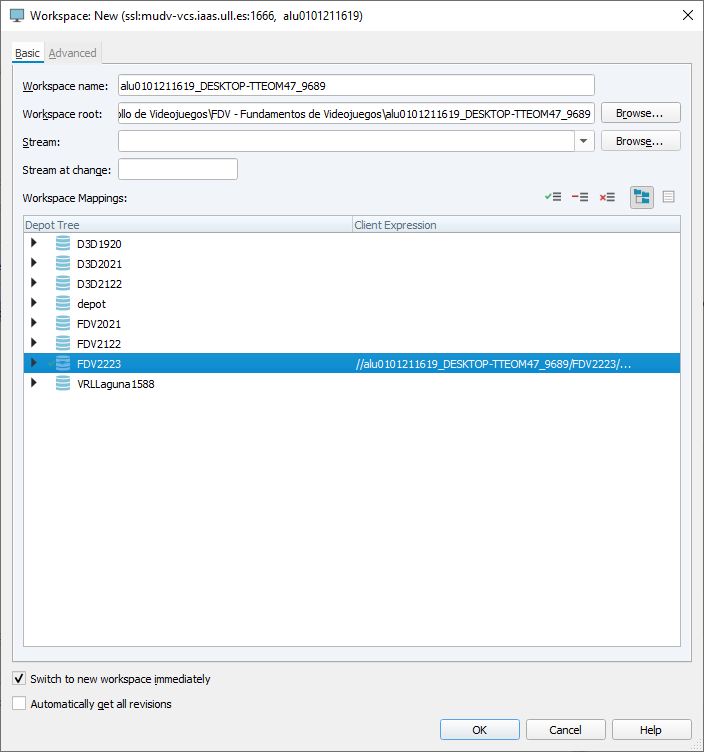 Workspace: New (ssl:mudv-vcs.iaas.ull.es:1666, alu0101211619)
Basic Advanced
Workspace name: alu0101211619_DESKTOP-TTEOM47_9689
Workspace root: ollo de Videojuegos\FDV - Fundamentos de Videojuegos\alu0101211619_DESKTOP-TTEOM47_9689 Browse...
Stream: Browse...
Stream at change:
Workspace Mappings:
Depot Tree Client Expression
D3D1920
D3D2021
D3D2122
depot
FDV2021
FDV2122
FDV2223 //alu0101211619_DESKTOP-TTEOM47_9689/FDV2223/...
VRLLaguna1588
Switch to new workspace immediately
Automatically get all revisions
OK Cancel Help